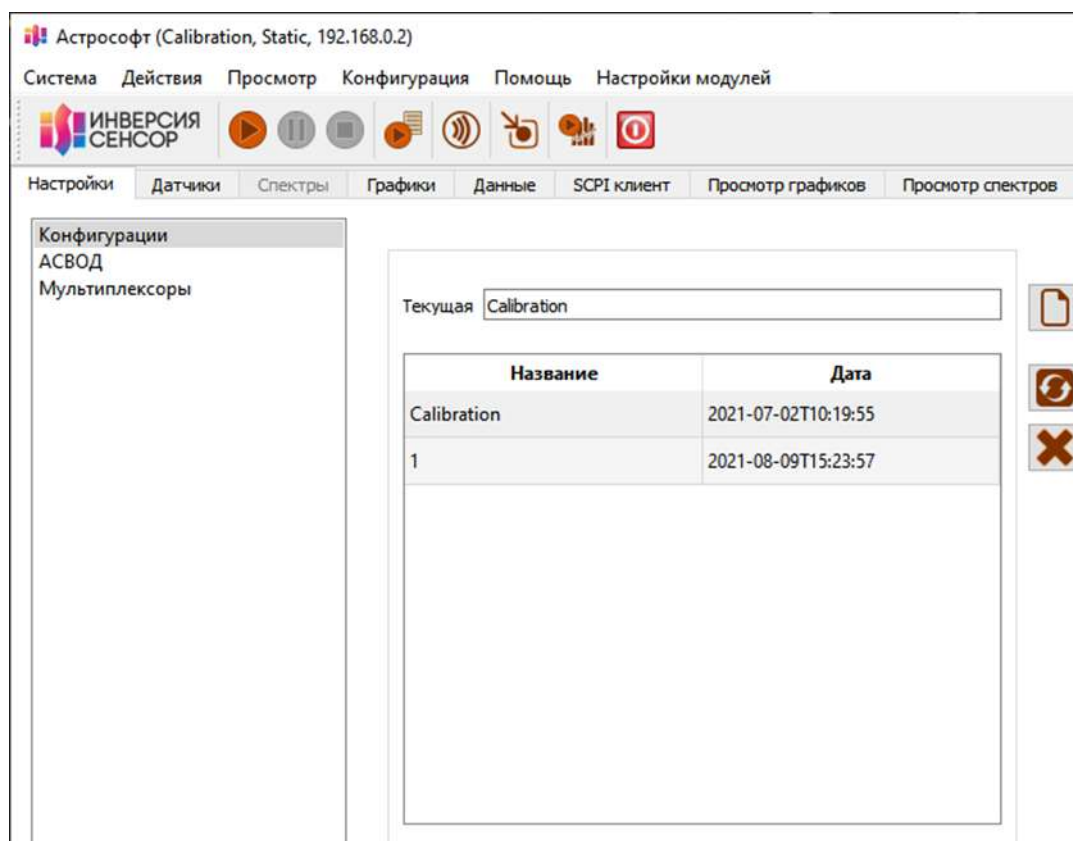 Астрософт (Calibration, Static, 192.168.0.2)
Система Действия Просмотр Конфигурация Помощь Настройки модулей
ИНВЕРСИЯ
СЕНСОР
Настройки Датчики Спектры Графики Данные SCPI клиент Просмотр графиков Просмотр спектров
Конфигурации
АСВОД
Мультиплексоры
Текущая Calibration
Название Дата
Calibration 2021-07-02T10:19:55
1 2021-08-09T15:23:57